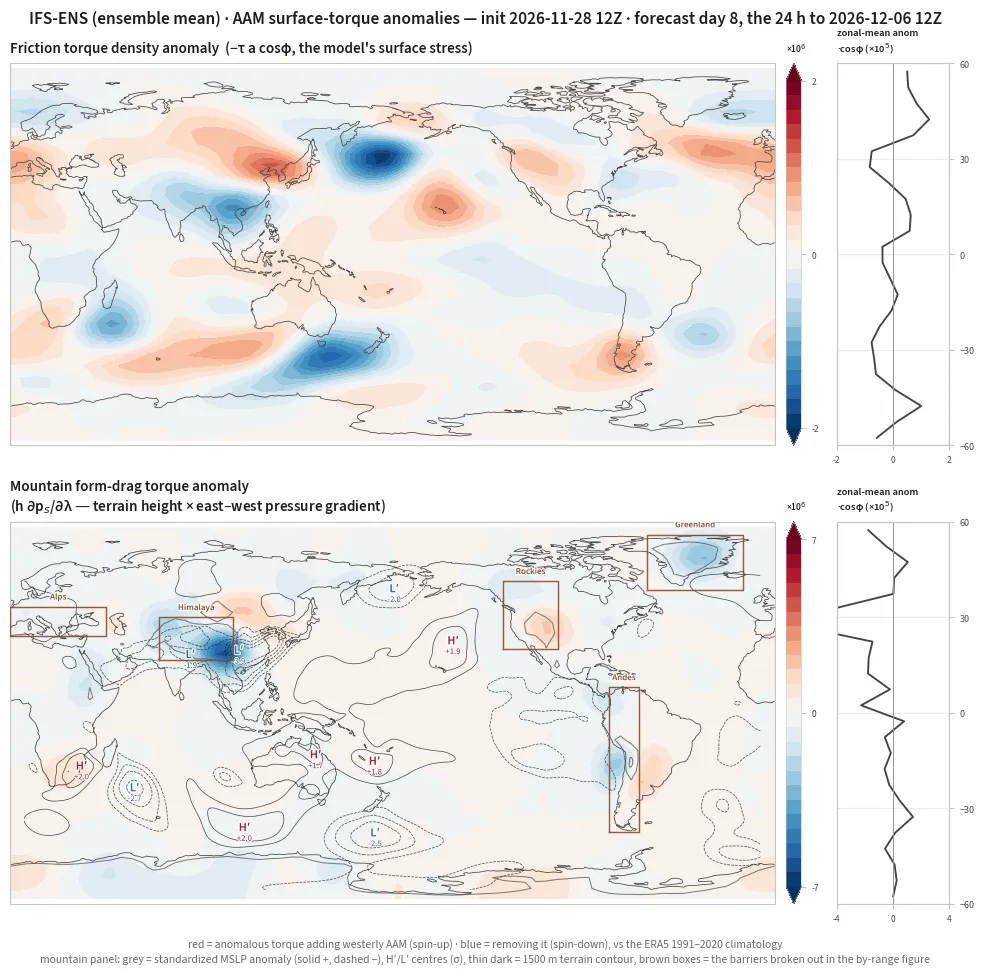 IFS-ENS (ensemble mean) · AAM surface-torque anomalies — init 2026-11-28 12Z · forecast day 8, the 24 h to 2026-12-06 12Z
Friction torque density anomaly (−τ a cosϕ, the model's surface stress)
×10⁶
zonal-mean anom
·cosϕ (×10⁵)
2
0
-2
60
30
0
−30
−60
-2
0
2
Mountain form-drag torque anomaly
(h ∂pₛ/∂λ — terrain height × east–west pressure gradient)
×10⁶
zonal-mean anom
·cosϕ (×10⁵)
Greenland
Rockies
Alps
Himalaya
Andes
L′
-2.0
H′
+1.9
L′
-1.9
L′
H′
+2.0
L′
-2.7
H′
+1.7
H′
+1.8
H′
+2.0
L′
-2.5
7
0
-7
60
30
0
−30
−60
-4
0
4
red = anomalous torque adding westerly AAM (spin-up) · blue = removing it (spin-down), vs the ERA5 1991–2020 climatology
mountain panel: grey = standardized MSLP anomaly (solid +, dashed –), H′/L′ centres (σ), thin dark = 1500 m terrain contour, brown boxes = the barriers broken out in the by-range figure